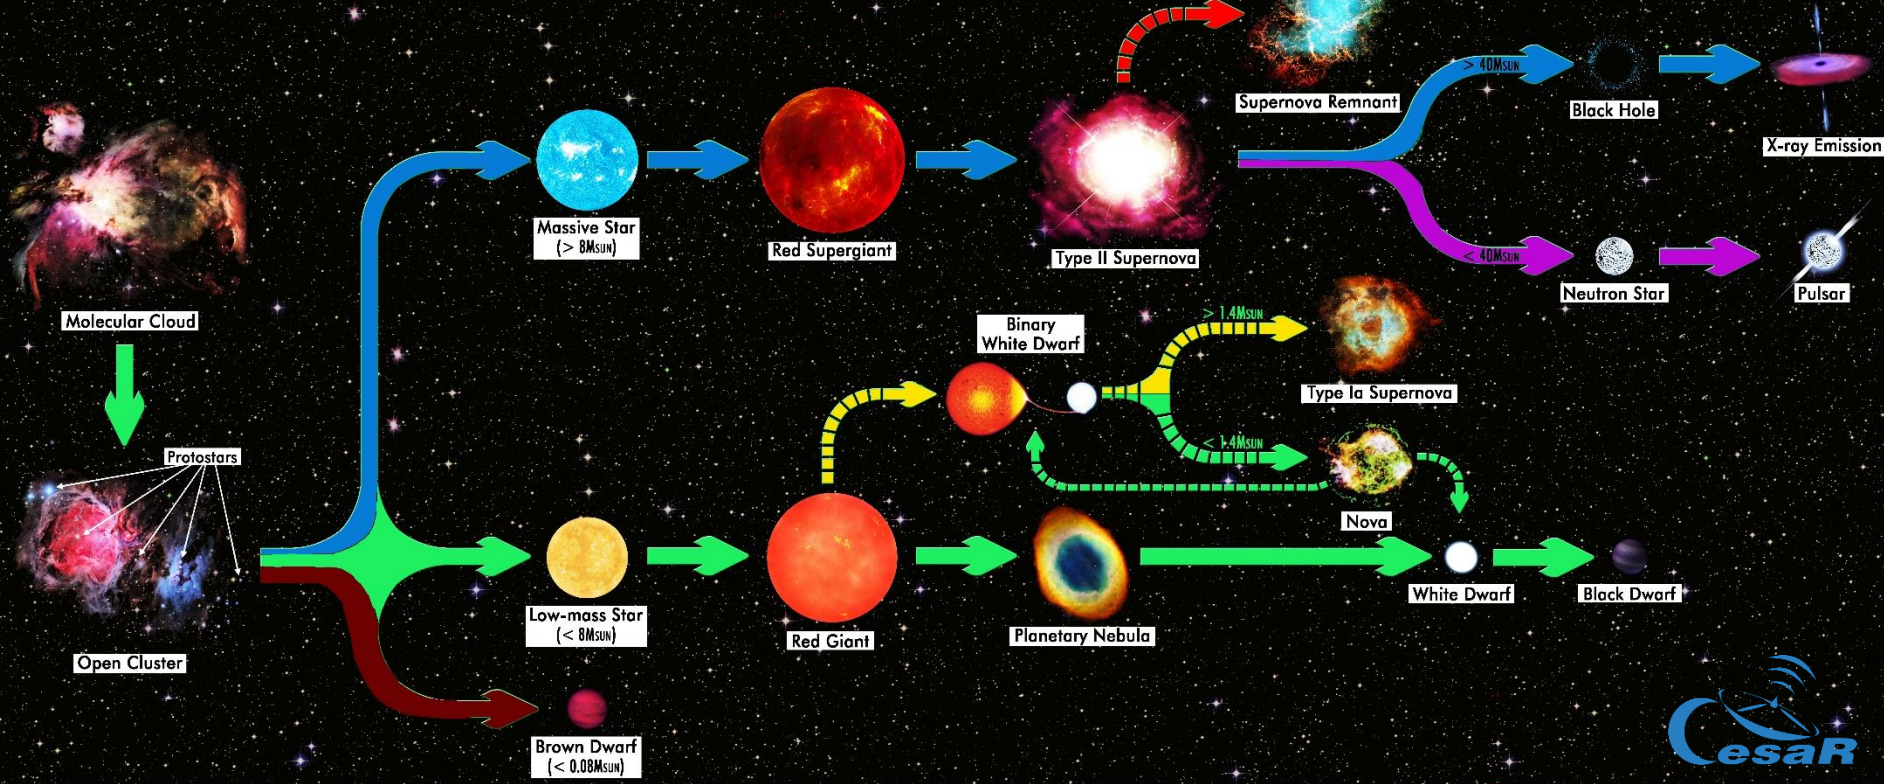 Supernova Remnant
> 40MSUN
Black Hole
X-ray Emission
Massive Star
(> 8MSUN)
Red Supergiant
Type II Supernova
< 40MSUN
Neutron Star
Pulsar
Molecular Cloud
Binary
White Dwarf
> 1.4MSUN
Type Ia Supernova
Protostars
< 1.4MSUN
Nova
Open Cluster
Low-mass Star
(< 8MSUN)
Red Giant
Planetary Nebula
White Dwarf
Black Dwarf
Brown Dwarf
(< 0.08MSUN)
CesaR